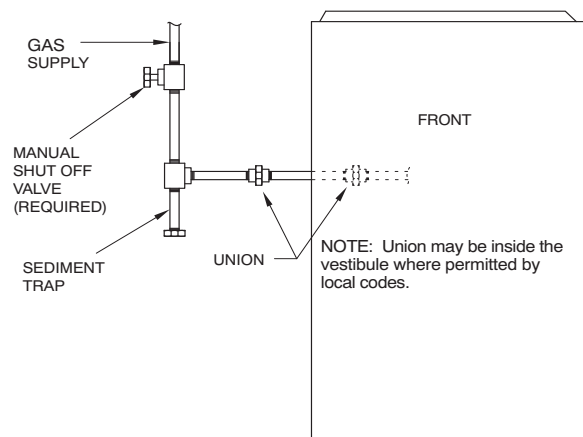 GAS
SUPPLY
MANUAL
SHUT OFF
VALVE
(REQUIRED)
SEDIMENT
TRAP
UNION
FRONT
NOTE: Union may be inside the
vestibule where permitted by
local codes.